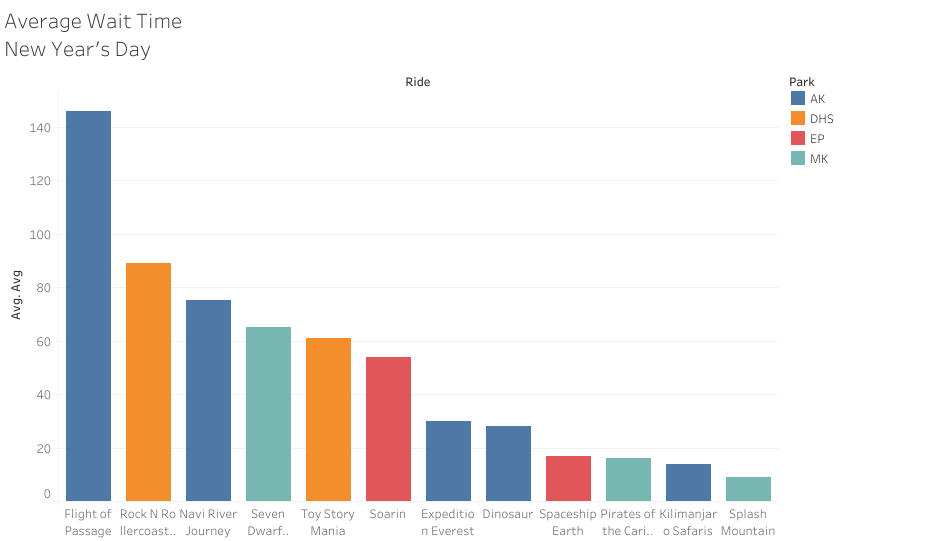 Average Wait Time
New Year's Day
Ride
Park
AK
DHS
EP
MK
Avg. Avg
140
120
100
80
60
40
20
0
Flight of
Passage
Rock N Ro
llercoast..
Navi River
Journey
Seven
Dwarf..
Toy Story
Mania
Soarin
Expeditio
n Everest
Dinosaur
Spaceship
Earth
Pirates of
the Cari..
Kilimanjar
o Safaris
Splash
Mountain